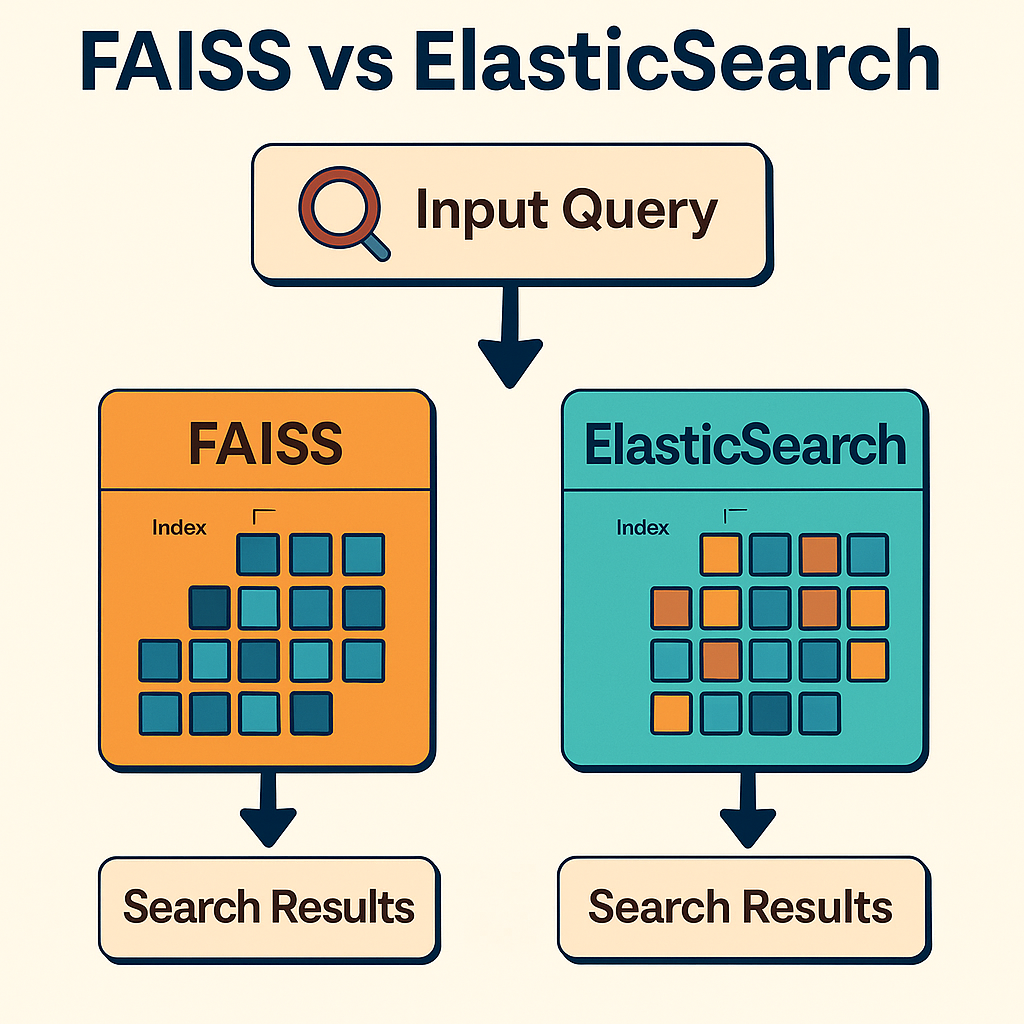 FAISS vs ElasticSearch
Input Query
FAISS
Index
ElasticSearch
Index
Search Results
Search Results